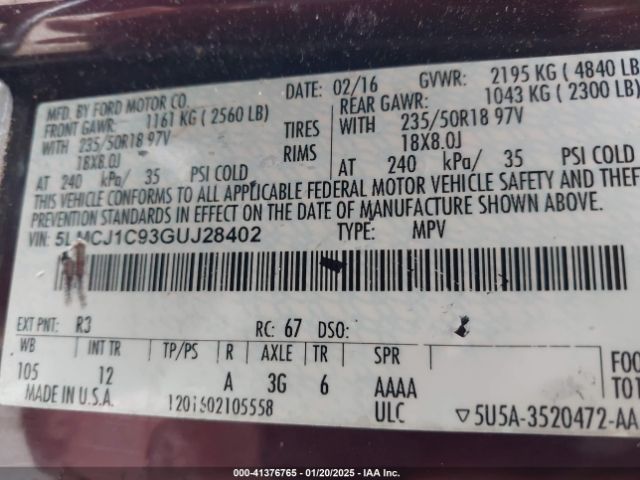 MFD. BY FORD MOTOR CO.
DATE: 02/16 GVWR: 2195 KG ( 4840 LB
FRONT GAWR: 1161 KG ( 2560 LB)
REAR GAWR: 1043 KG ( 2300 LB
WITH 235/50R18 97V TIRES WITH 235/50R18 97V
18X8.0J RIMS 18X8.0J
AT 240 kPa/ 35 PSI COLD AT 240 kPa/ 35 PSI COLD
THIS VEHICLE CONFORMS TO ALL APPLICABLE FEDERAL MOTOR VEHICLE SAFETY AND THEF
PREVENTION STANDARDS IN EFFECT ON THE DATE OF MANUFACTURE SHOWN ABOVE.
VIN: 5L MCJ1C93GUJ28402 TYPE: MPV
EXT PNT: R3 RC: 67 DSO:
WB INT TR TP/PS R AXLE TR SPR
105 12 A 3G 6 AAAA
FOO
TO I
MADE IN U.S.A. 1201602105558 ULC ▽5U5A-3520472-AA
000-41376765 — 01/20/2025 — IAA Inc.